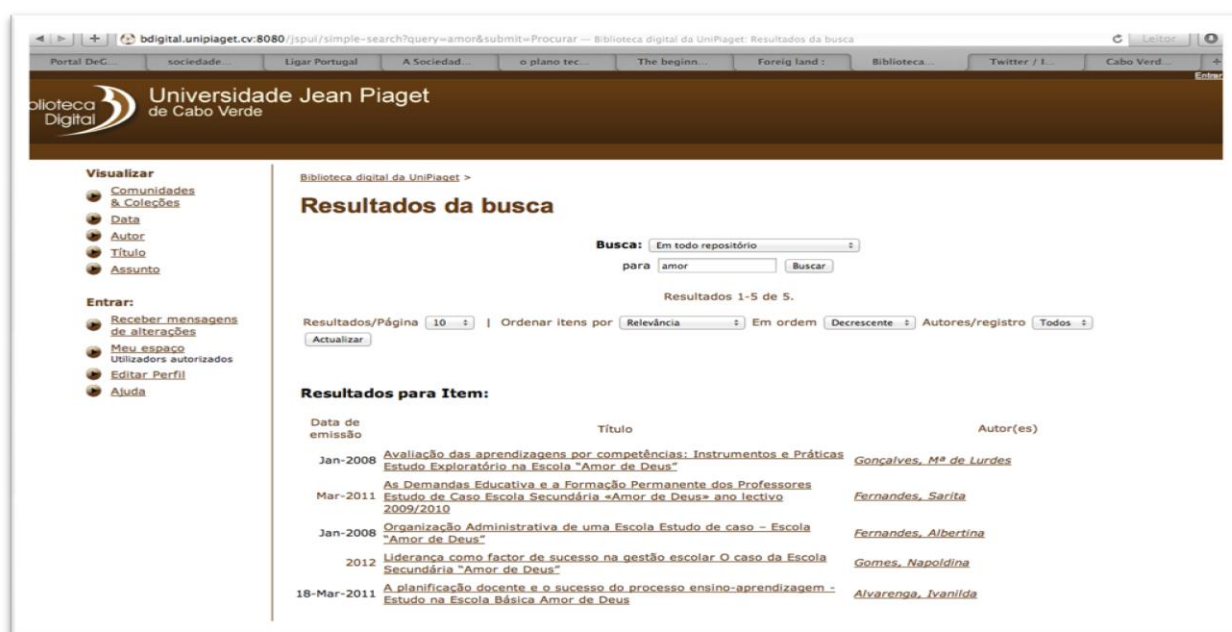 bdigital.unipiaget.cv:8080/jspui/simple-search?query=amor&submit=Procurar — Biblioteca digital da UniPiaget: Resultados da busca
Leitor
Portal DeG... sociedade... Ligar Portugal A Sociedad... o plano tec... The beginn... Foreig land : Biblioteca... Twitter / I... Cabo Verd...
Entrar
blioteca
Digital
Universidade Jean Piaget
de Cabo Verde
Visualizar
Comunidades
& Coleções
Data
Autor
Título
Assunto
Entrar:
Receber mensagens
de alterações
Meu espaço
Utilizadors autorizados
Editar Perfil
Ajuda
Biblioteca digital da UniPiaget >
Resultados da busca
Busca: Em todo repositório
para amor Buscar
Resultados 1-5 de 5.
Resultados/Página 10 | Ordenar itens por Relevância Em ordem Decrescente Autores/registro Todos
Actualizar
Resultados para Item:
Data de
emissão
Título
Autor(es)
Jan-2008
Avaliação das aprendizagens por competências: Instrumentos e Práticas
Estudo Exploratório na Escola "Amor de Deus"
Gonçalves, Mª de Lurdes
As Demandas Educativa e a Formação Permanente dos Professores
Mar-2011 Estudo de Caso Escola Secundária «Amor de Deus» ano lectivo
2009/2010
Fernandes, Sarita
Jan-2008
Organização Administrativa de uma Escola Estudo de caso – Escola
"Amor de Deus"
Fernandes, Albertina
2012
Liderança como factor de sucesso na gestão escolar O caso da Escola
Secundária "Amor de Deus"
Gomes, Napoldina
18-Mar-2011
A planificação docente e o sucesso do processo ensino-aprendizagem -
Estudo na Escola Básica Amor de Deus
Alvarenga, Ivanilda